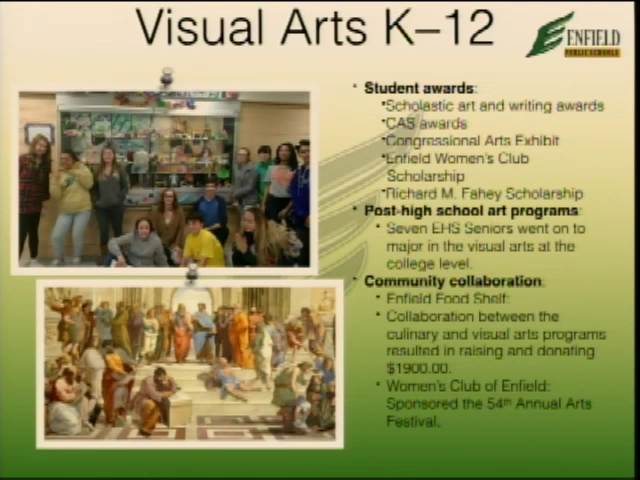 Visual Arts K–12
ENFIELD
PUBLIC SCHOOLS
• Student awards:
•Scholastic art and writing awards
•CAS awards
•Congressional Arts Exhibit
•Enfield Women's Club
Scholarship
•Richard M. Fahey Scholarship
• Post-high school art programs:
• Seven EHS Seniors went on to
major in the visual arts at the
college level.
• Community collaboration:
• Enfield Food Shelf:
• Collaboration between the
culinary and visual arts programs
resulted in raising and donating
$1900.00.
• Women's Club of Enfield:
Sponsored the 54th Annual Arts
Festival.